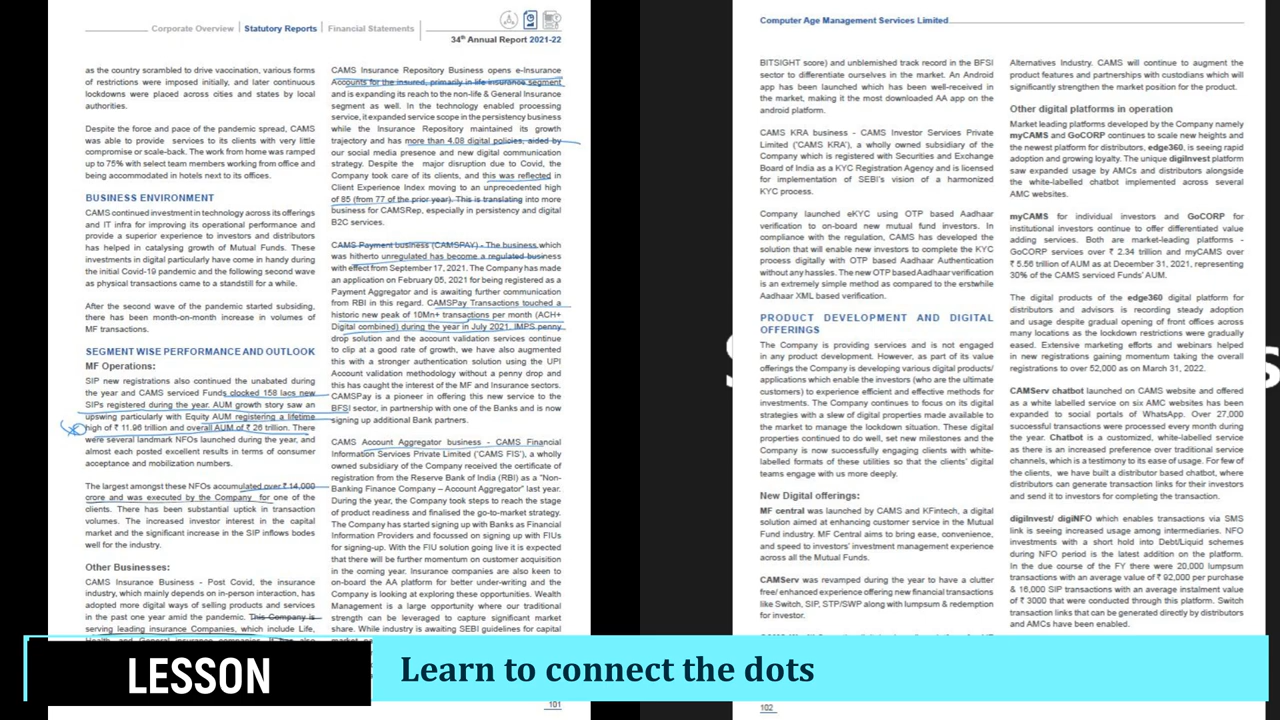 Corporate Overview | Statutory Reports | Financial Statements
34th Annual Report 2021-22
as the country scrambled to drive vaccination, various forms
of restrictions were imposed initially, and later continuous
lockdowns were placed across cities and states by local
authorities.
Despite the force and pace of the pandemic spread, CAMS
was able to provide services to its clients with very little
compromise or scale-back. The work from home was ramped
up to 75% with select team members working from office and
being accommodated in hotels next to its offices.
BUSINESS ENVIRONMENT
CAMS continued investment in technology across its offerings
and IT infra for improving its operational performance and
provide a superior experience to investors and distributors
has helped in catalysing growth of Mutual Funds. These
investments in digital particularly have come in handy during
the initial Covid-19 pandemic and the following second wave
as physical transactions came to a standstill for a while.
After the second wave of the pandemic started subsiding,
there has been month-on-month increase in volumes of
MF transactions.
SEGMENT WISE PERFORMANCE AND OUTLOOK
MF Operations:
SIP new registrations also continued the unabated during
the year and CAMS serviced Funds clocked 158 lacs new
SIPs registered during the year. AUM growth story saw an
upswing particularly with Equity AUM registering a lifetime
high of ₹ 11.96 trillion and overall AUM of ₹ 26 trillion. There
were several landmark NFOs launched during the year, and
almost each posted excellent results in terms of consumer
acceptance and mobilization numbers.
The largest amongst these NFOs accumulated over ₹ 14,000
crore and was executed by the Company for one of the
clients. There has been substantial uptick in transaction
volumes. The increased investor interest in the capital
market and the significant increase in the SIP inflows bodes
well for the industry.
Other Businesses:
CAMS Insurance Business - Post Covid, the insurance
industry, which mainly depends on in-person interaction, has
adopted more digital ways of selling products and services
in the past one year amid the pandemic. This Company is
serving leading insurance Companies, which include Life,
CAMS Insurance Repository Business opens e-Insurance
Accounts for the insured, primarily in life insurance segment
and is expanding its reach to the non-life & General Insurance
segment as well. In the technology enabled processing
service, it expanded service scope in the persistency business
while the Insurance Repository maintained its growth
trajectory and has more than 4.08 digital policies, aided by
our social media presence and new digital communication
strategy. Despite the major disruption due to Covid, the
Company took care of its clients, and this was reflected in
Client Experience Index moving to an unprecedented high
of 85 (from 77 of the prior year). This is translating into more
business for CAMSRep, especially in persistency and digital
B2C services.
CAMS Payment business (CAMSPAY) - The business which
was hitherto unregulated has become a regulated business
with effect from September 17, 2021. The Company has made
an application on February 05, 2021 for being registered as a
Payment Aggregator and is awaiting further communication
from RBI in this regard. CAMSPay Transactions touched a
historic new peak of 10Mn+ transactions per month (ACH+
Digital combined) during the year in July 2021. IMPS penny
drop solution and the account validation services continue
to clip at a good rate of growth, we have also augmented
this with a stronger authentication solution using the UPI
Account validation methodology without a penny drop and
this has caught the interest of the MF and Insurance sectors.
CAMSPay is a pioneer in offering this new service to the
BFSI sector, in partnership with one of the Banks and is now
signing up additional Bank partners.
CAMS Account Aggregator business - CAMS Financial
Information Services Private Limited ('CAMS FIS'), a wholly
owned subsidiary of the Company received the certificate of
registration from the Reserve Bank of India (RBI) as a "Non-
Banking Finance Company – Account Aggregator" last year.
During the year, the Company took steps to reach the stage
of product readiness and finalised the go-to-market strategy.
The Company has started signing up with Banks as Financial
Information Providers and focussed on signing up with FIUs
for signing-up. With the FIU solution going live it is expected
that there will be further momentum on customer acquisition
in the coming year. Insurance companies are also keen to
on-board the AA platform for better under-writing and the
Company is looking at exploring these opportunities. Wealth
Management is a large opportunity where our traditional
strength can be leveraged to capture significant market
share. While industry is awaiting SEBI guidelines for capital
101
Computer Age Management Services Limited
BITSIGHT score) and unblemished track record in the BFSI
sector to differentiate ourselves in the market. An Android
app has been launched which has been well-received in
the market, making it the most downloaded AA app on the
android platform.
CAMS KRA business - CAMS Investor Services Private
Limited ('CAMS KRA'), a wholly owned subsidiary of the
Company which is registered with Securities and Exchange
Board of India as a KYC Registration Agency and is licensed
for implementation of SEBI's vision of a harmonized
KYC process.
Company launched eKYC using OTP based Aadhaar
verification to on-board new mutual fund investors. In
compliance with the regulation, CAMS has developed the
solution that will enable new investors to complete the KYC
process digitally with OTP based Aadhaar Authentication
without any hassles. The new OTP based Aadhaar verification
is an extremely simple method as compared to the erstwhile
Aadhaar XML based verification.
PRODUCT DEVELOPMENT AND DIGITAL
OFFERINGS
The Company is providing services and is not engaged
in any product development. However, as part of its value
offerings the Company is developing various digital products/
applications which enable the investors (who are the ultimate
customers) to experience efficient and effective methods for
investments. The Company continues to focus on its digital
strategies with a slew of digital properties made available to
the market to manage the lockdown situation. These digital
properties continued to do well, set new milestones and the
Company is now successfully engaging clients with white-
labelled formats of these utilities so that the clients' digital
teams engage with us more deeply.
New Digital offerings:
MF central was launched by CAMS and KFintech, a digital
solution aimed at enhancing customer service in the Mutual
Fund industry. MF Central aims to bring ease, convenience,
and speed to investors' investment management experience
across all the Mutual Funds.
CAMServ was revamped during the year to have a clutter
free/ enhanced experience offering new financial transactions
like Switch, SIP, STP/SWP along with lumpsum & redemption
for investor.
Alternatives Industry. CAMS will continue to augment the
product features and partnerships with custodians which will
significantly strengthen the market position for the product.
Other digital platforms in operation
Market leading platforms developed by the Company namely
myCAMS and GoCORP continues to scale new heights and
the newest platform for distributors, edge360, is seeing rapid
adoption and growing loyalty. The unique digiInvest platform
saw expanded usage by AMCs and distributors alongside
the white-labelled chatbot implemented across several
AMC websites.
myCAMS for individual investors and GoCORP for
institutional investors continue to offer differentiated value
adding services. Both are market-leading platforms -
GoCORP services over ₹ 2.34 trillion and myCAMS over
₹ 5.56 trillion of AUM as at December 31, 2021, representing
30% of the CAMS serviced Funds' AUM.
The digital products of the edge360 digital platform for
distributors and advisors is recording steady adoption
and usage despite gradual opening of front offices across
many locations as the lockdown restrictions were gradually
eased. Extensive marketing efforts and webinars helped
in new registrations gaining momentum taking the overall
registrations to over 52,000 as on March 31, 2022.
CAMServ chatbot launched on CAMS website and offered
as a white labelled service on six AMC websites has been
expanded to social portals of WhatsApp. Over 27,000
successful transactions were processed every month during
the year. Chatbot is a customized, white-labelled service
as there is an increased preference over traditional service
channels, which is a testimony to its ease of usage. For few of
the clients, we have built a distributor based chatbot, where
distributors can generate transaction links for their investors
and send it to investors for completing the transaction.
digiInvest/ digiNFO which enables transactions via SMS
link is seeing increased usage among intermediaries. NFO
investments with a short hold into Debt/Liquid schemes
during NFO period is the latest addition on the platform.
In the due course of the FY there were 20,000 lumpsum
transactions with an average value of ₹ 92,000 per purchase
& 16,000 SIP transactions with an average instalment value
of ₹ 3000 that were conducted through this platform. Switch
transaction links that can be generated directly by distributors
and AMCs have been enabled.
102
LESSON
Learn to connect the dots